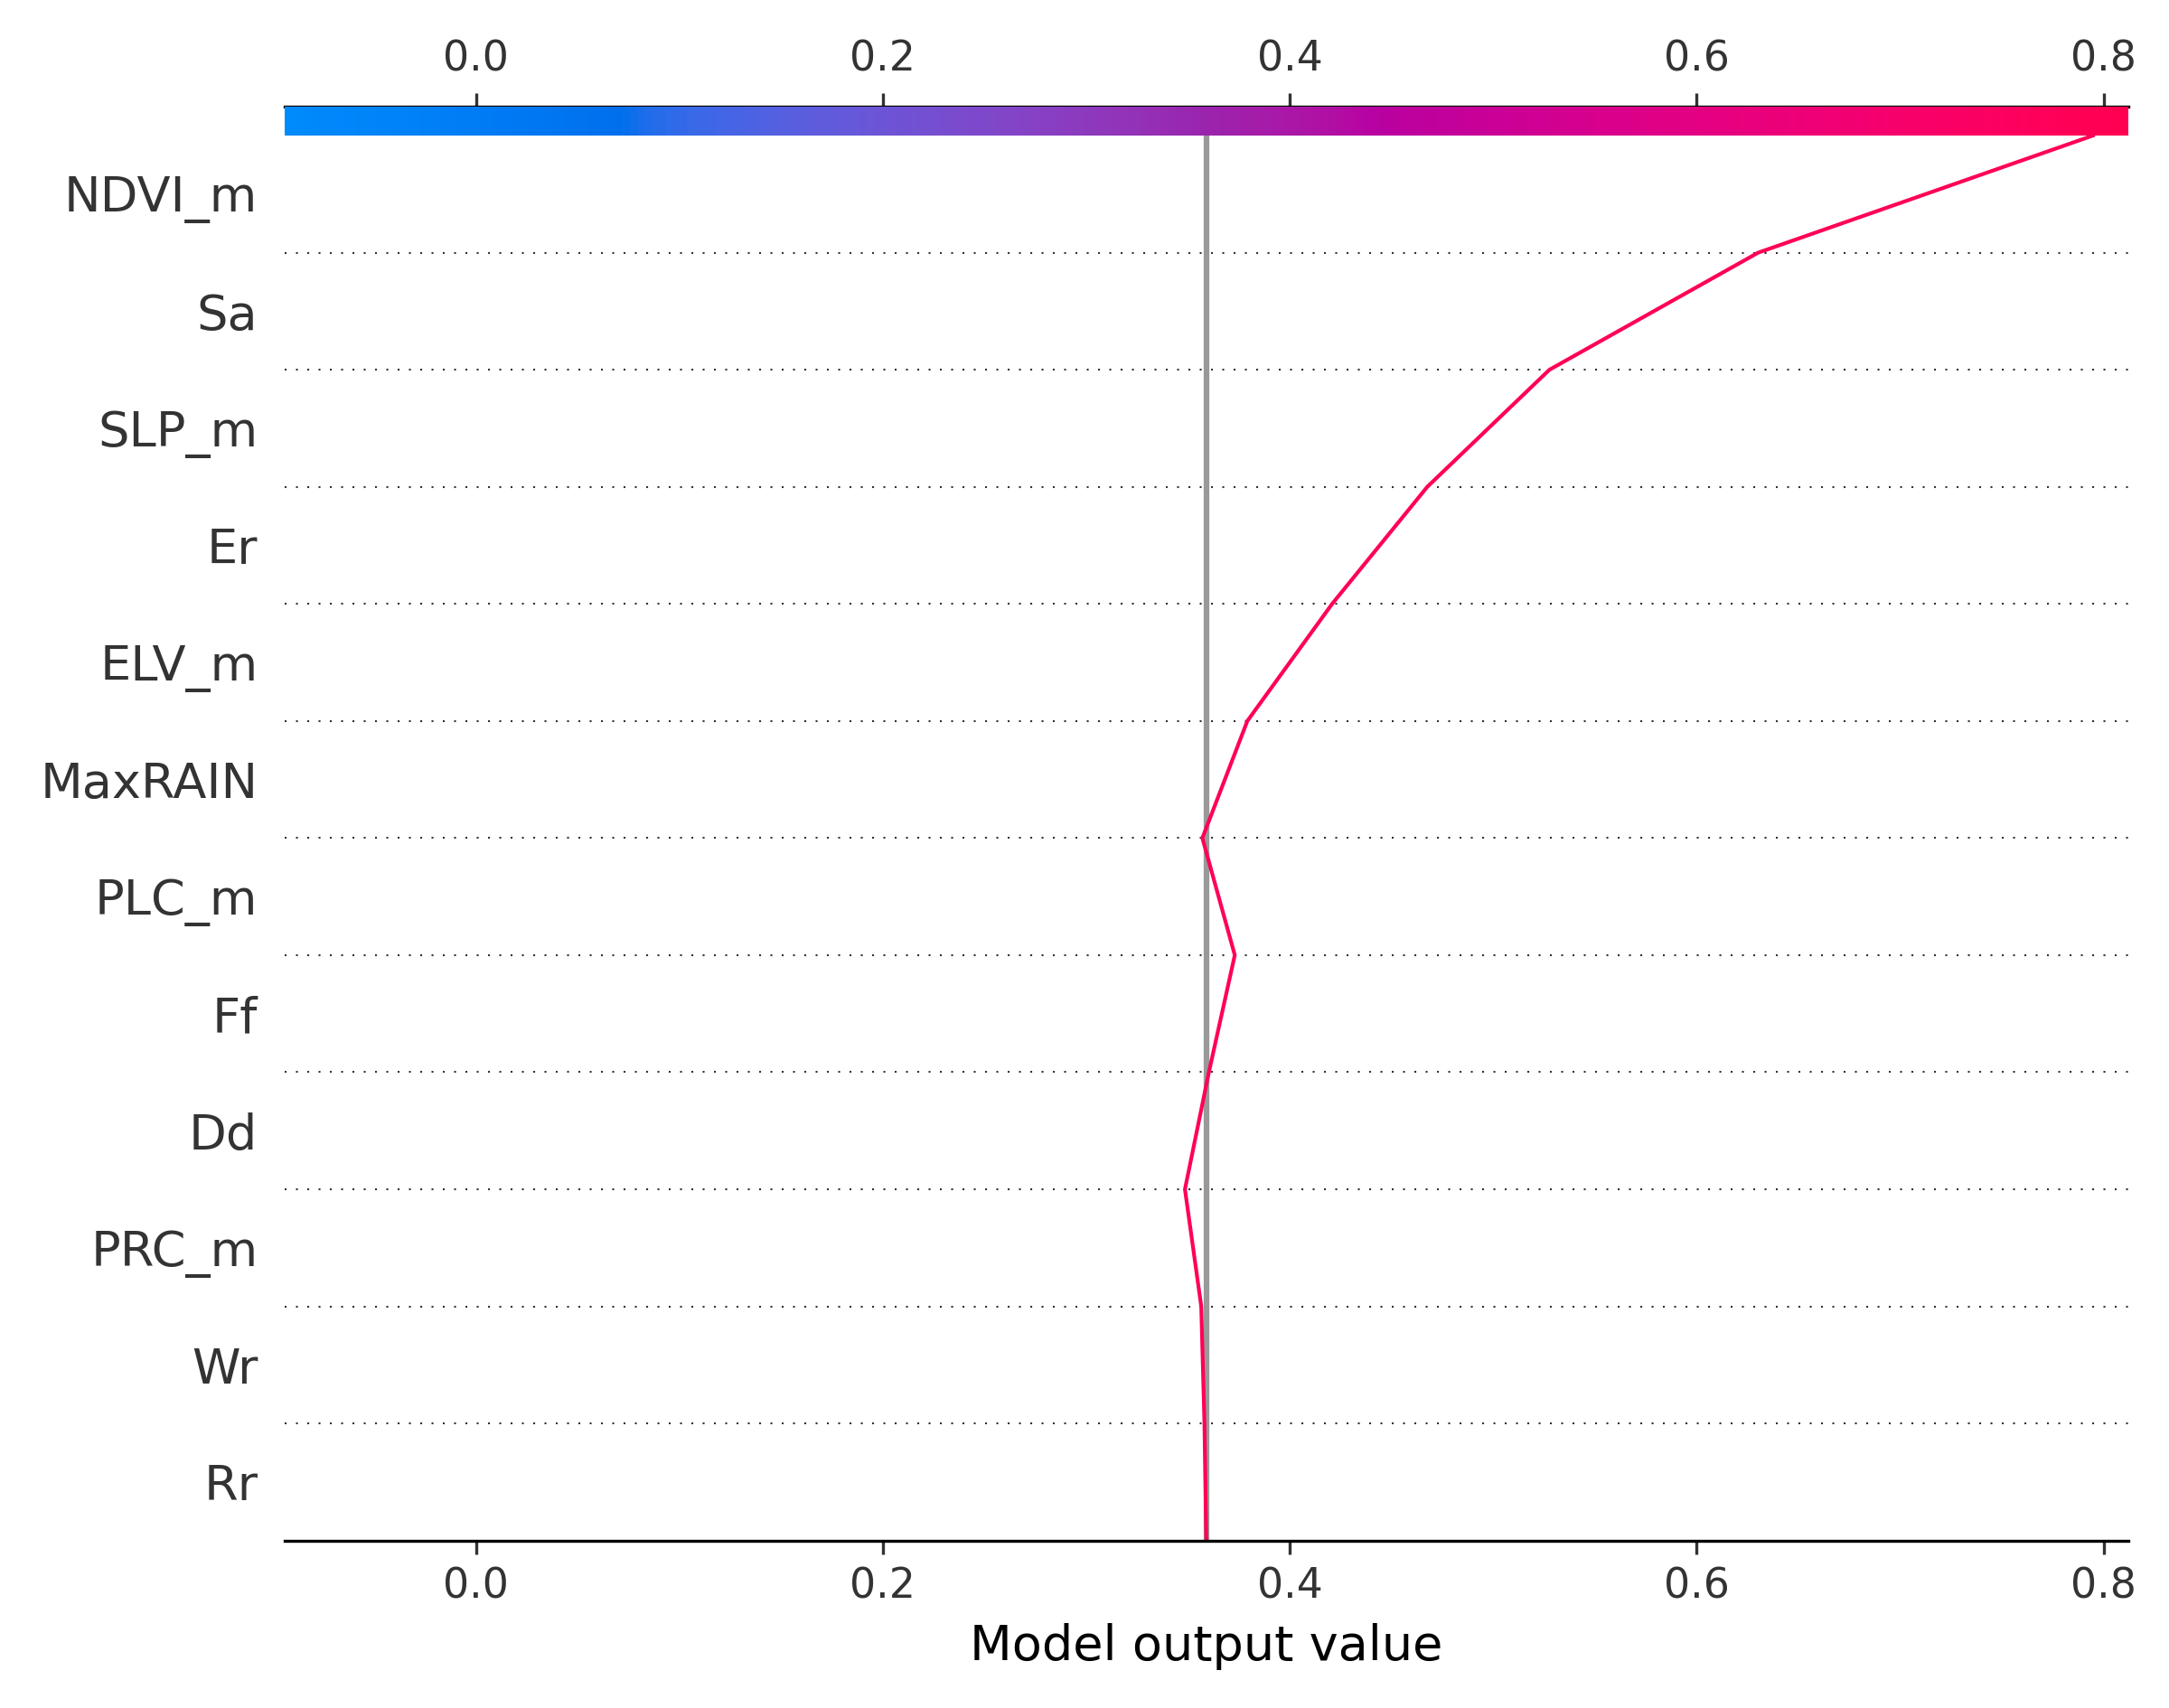 0.0 0.2 0.4 0.6 0.8
NDVI_m
Sa
SLP_m
Er
ELV_m
MaxRAIN
PLC_m
Ff
Dd
PRC_m
Wr
Rr
0.0 0.2 0.4 0.6 0.8
Model output value